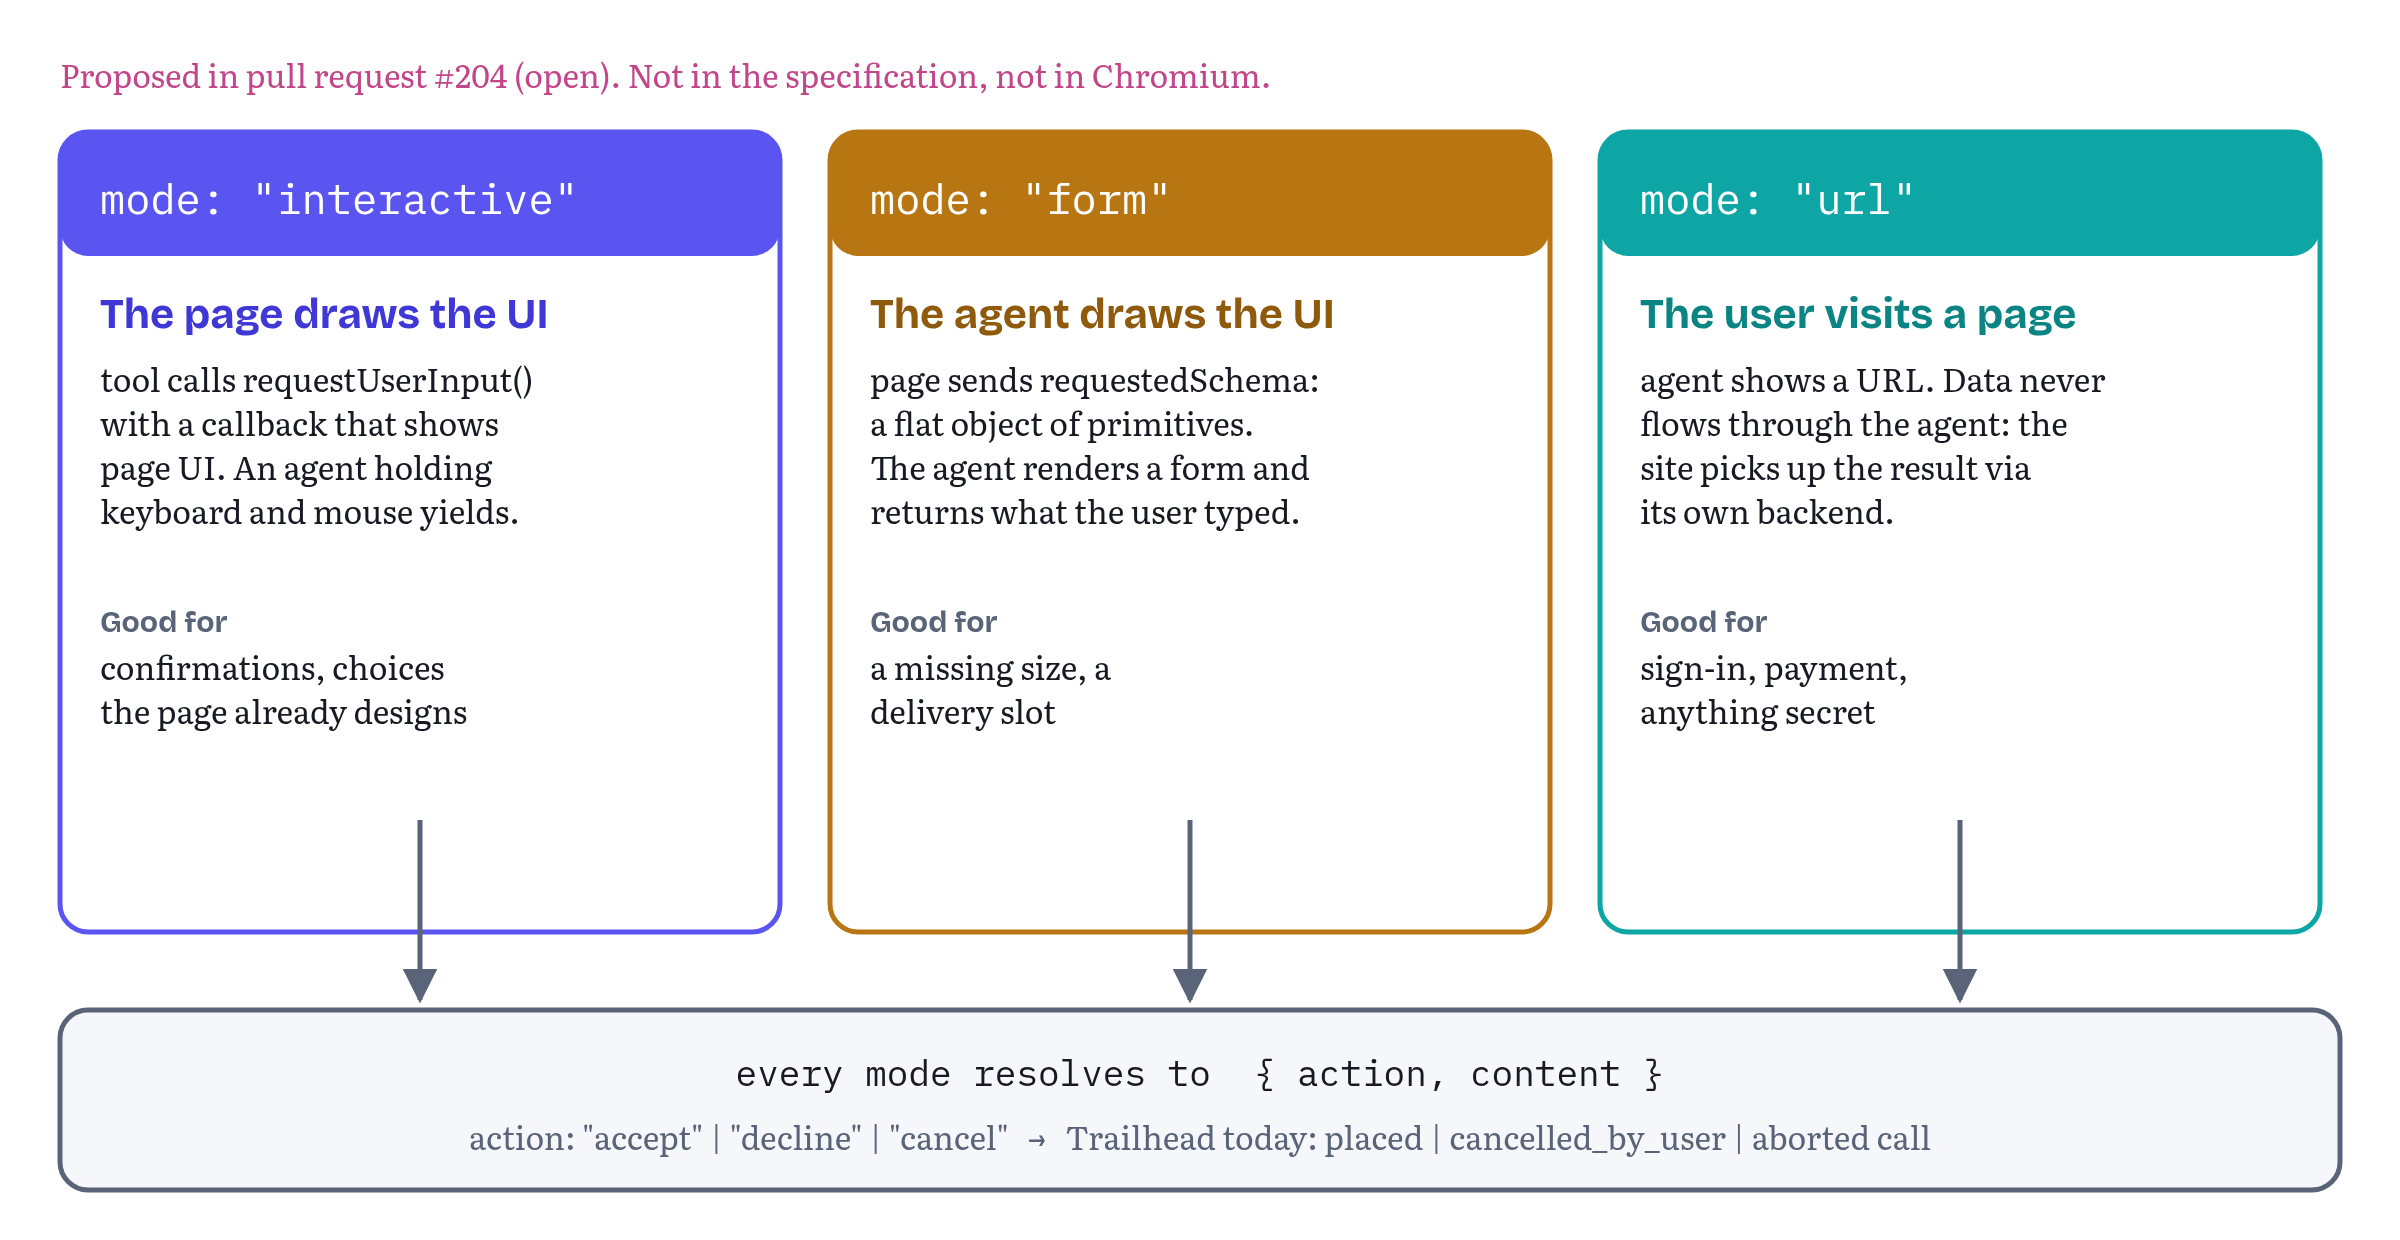 Proposed in pull request #204 (open). Not in the specification, not in Chromium.
mode: "interactive"
The page draws the UI
tool calls requestUserInput()
with a callback that shows
page UI. An agent holding
keyboard and mouse yields.
Good for
confirmations, choices
the page already designs
mode: "form"
The agent draws the UI
page sends requestedSchema:
a flat object of primitives.
The agent renders a form and
returns what the user typed.
Good for
a missing size, a
delivery slot
mode: "url"
The user visits a page
agent shows a URL. Data never
flows through the agent: the
site picks up the result via
its own backend.
Good for
sign-in, payment,
anything secret
every mode resolves to { action, content }
action: "accept" | "decline" | "cancel" → Trailhead today: placed | cancelled_by_user | aborted call